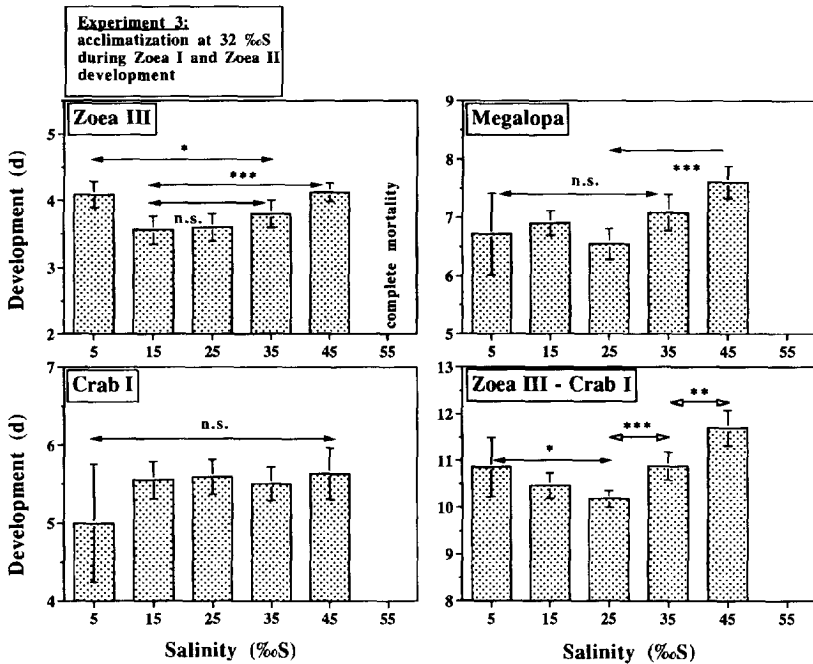 Experiment 3:
acclimatization at 32 ‰S
during Zoea I and Zoea II
development
Zoea III
Development (d)
5
4
3
2
*
***
n.s.
complete mortality
5 15 25 35 45 55
Megalopa
9
8
7
6
5
***
n.s.
5 15 25 35 45 55
Crab I
Development (d)
7
6
5
4
n.s.
5 15 25 35 45 55
Salinity (‰S)
Zoea III - Crab I
13
12
11
10
9
8
**
***
*
5 15 25 35 45 55
Salinity (‰S)